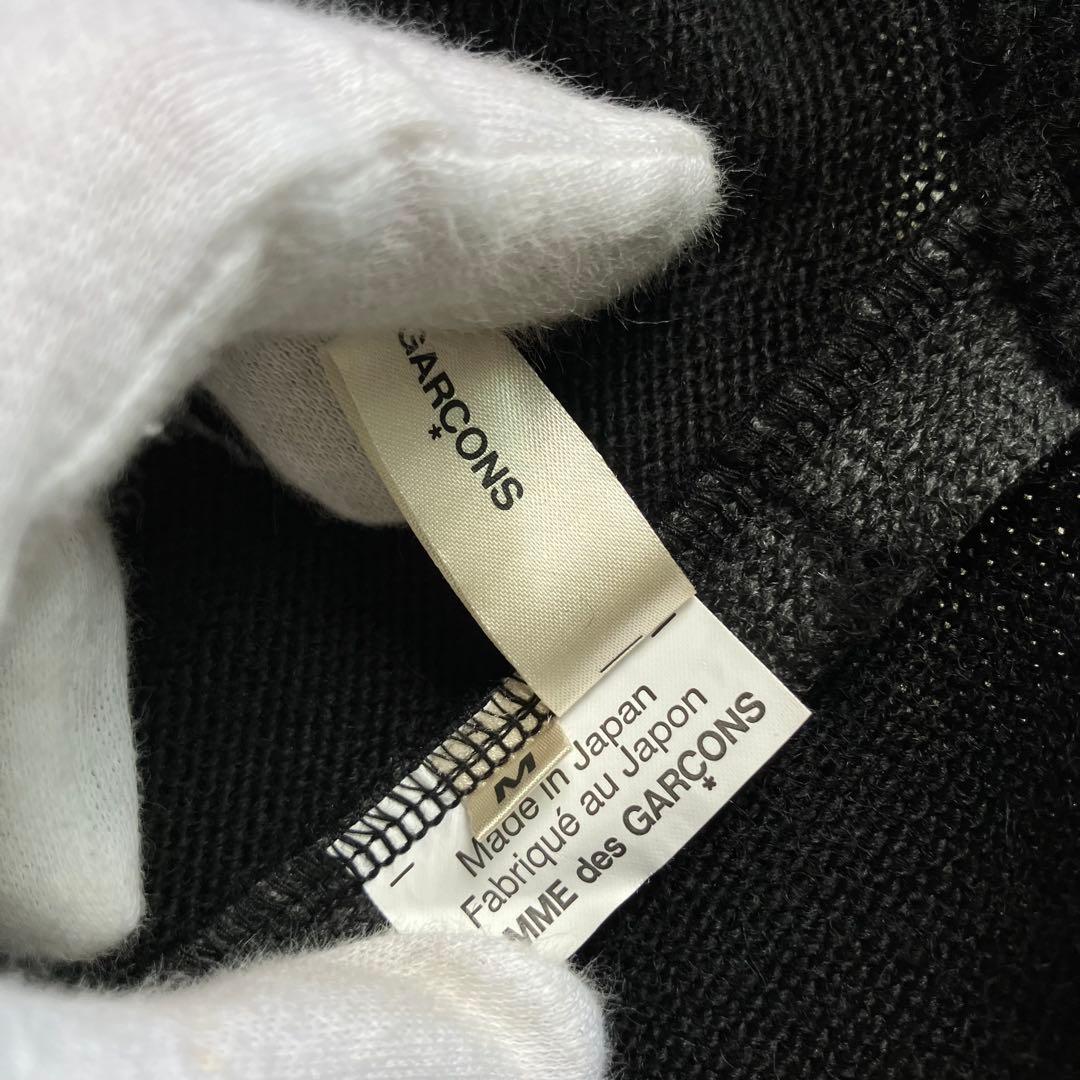 GARÇONS
*
M
Made in Japan
Fabriqué au Japon
MME des GARÇONS
*